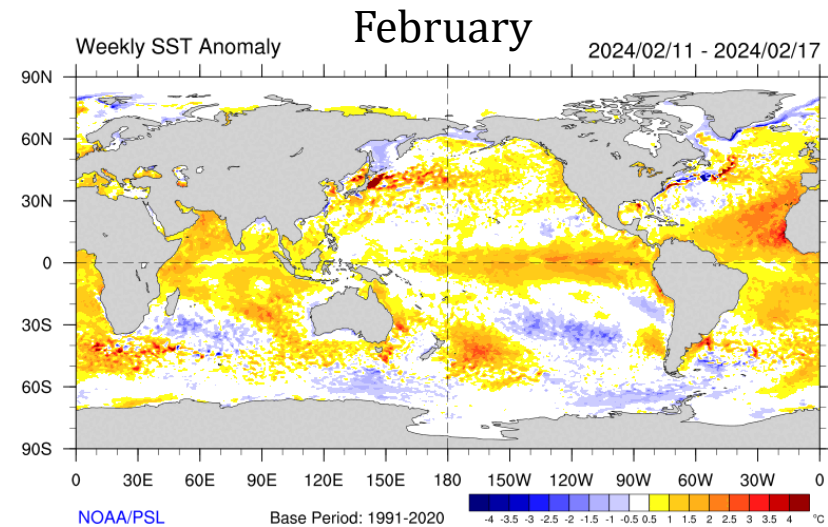 February
Weekly SST Anomaly 2024/02/11 - 2024/02/17
90N
60N
30N
0
30S
60S
90S
0 30E 60E 90E 120E 150E 180 150W 120W 90W 60W 30W 0
-4 -3.5 -3 -2.5 -2 -1.5 -1 -0.5 0.5 1 1.5 2 2.5 3 3.5 4 °C
NOAA/PSL Base Period: 1991-2020